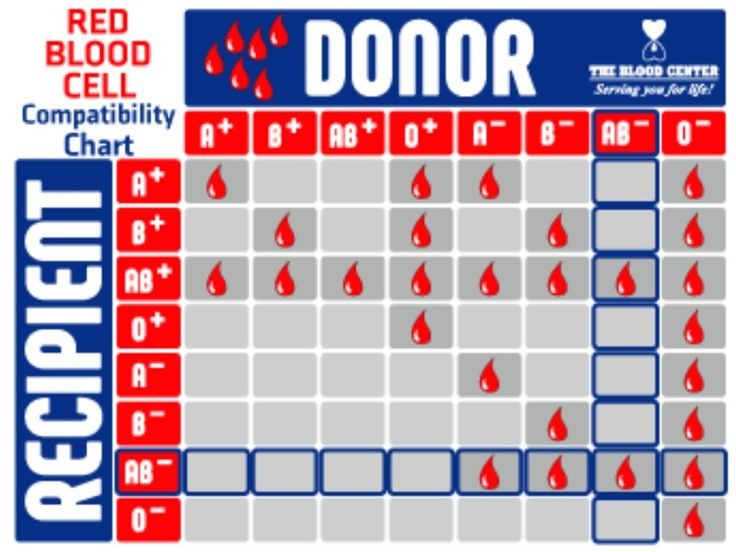 RED
BLOOD
CELL
Compatibility
Chart
DONOR
THE BLOOD CENTER
Serving you for life!
A+ B+ AB+ O+ A− B− AB− O−
RECIPIENT
A+
B+
AB+
O+
A−
B−
AB−
O−